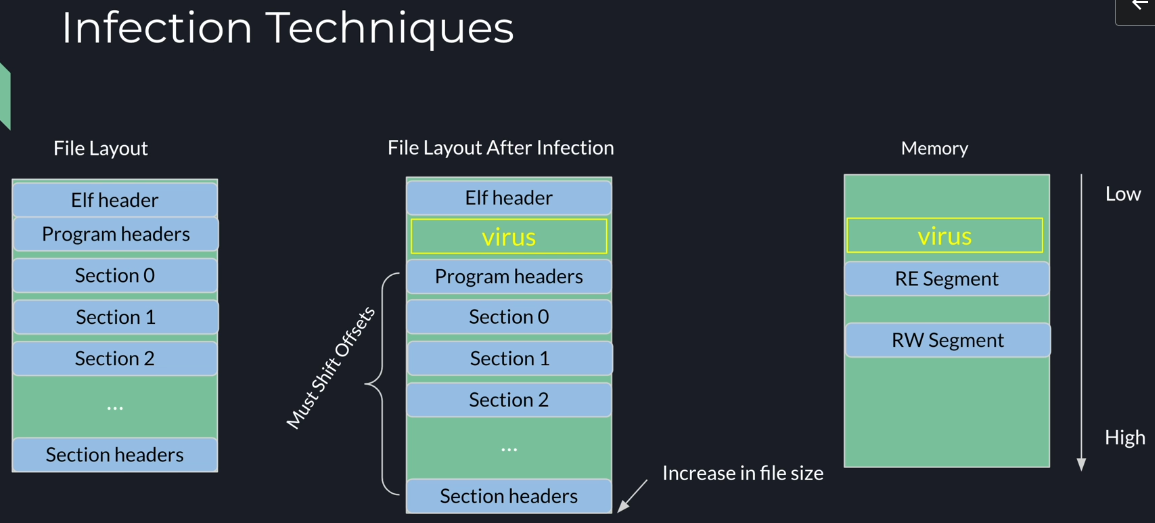 Infection Techniques
File Layout
Elf header
Program headers
Section 0
Section 1
Section 2
...
Section headers
File Layout After Infection
Elf header
virus
Program headers
Section 0
Section 1
Section 2
...
Section headers
Must Shift Offsets
Increase in file size
Memory
virus
RE Segment
RW Segment
Low
High